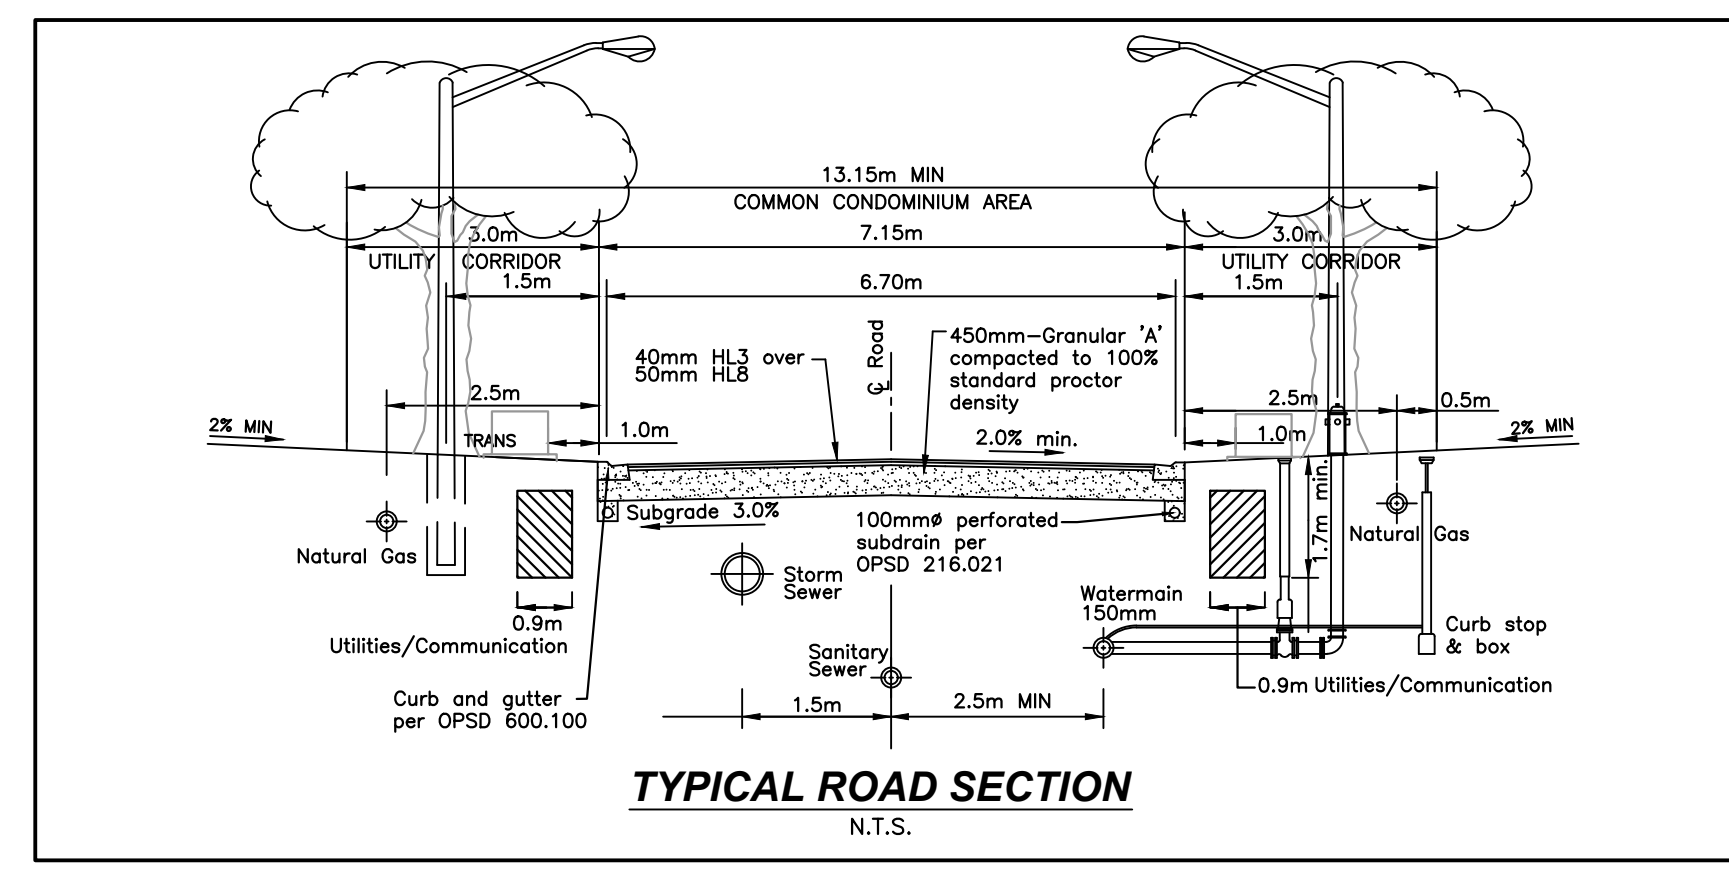 13.15m MIN
COMMON CONDOMINIUM AREA
3.0m
7.15m
3.0m
UTILITY CORRIDOR
UTILITY CORRIDOR
1.5m
6.70m
1.5m
℄ Road
40mm HL3 over
50mm HL8
450mm-Granular 'A'
compacted to 100%
standard proctor
density
2.5m
2.5m
0.5m
2% MIN
TRANS
1.0m
2.0% min.
1.0m
2% MIN
Subgrade 3.0%
100mmø perforated
subdrain per
OPSD 216.021
1.7m min.
Natural Gas
Natural Gas
Storm
Sewer
Watermain
150mm
0.9m
Utilities/Communication
Curb stop
& box
Sanitary
Sewer
0.9m Utilities/Communication
Curb and gutter
per OPSD 600.100
1.5m
2.5m MIN
TYPICAL ROAD SECTION
N.T.S.